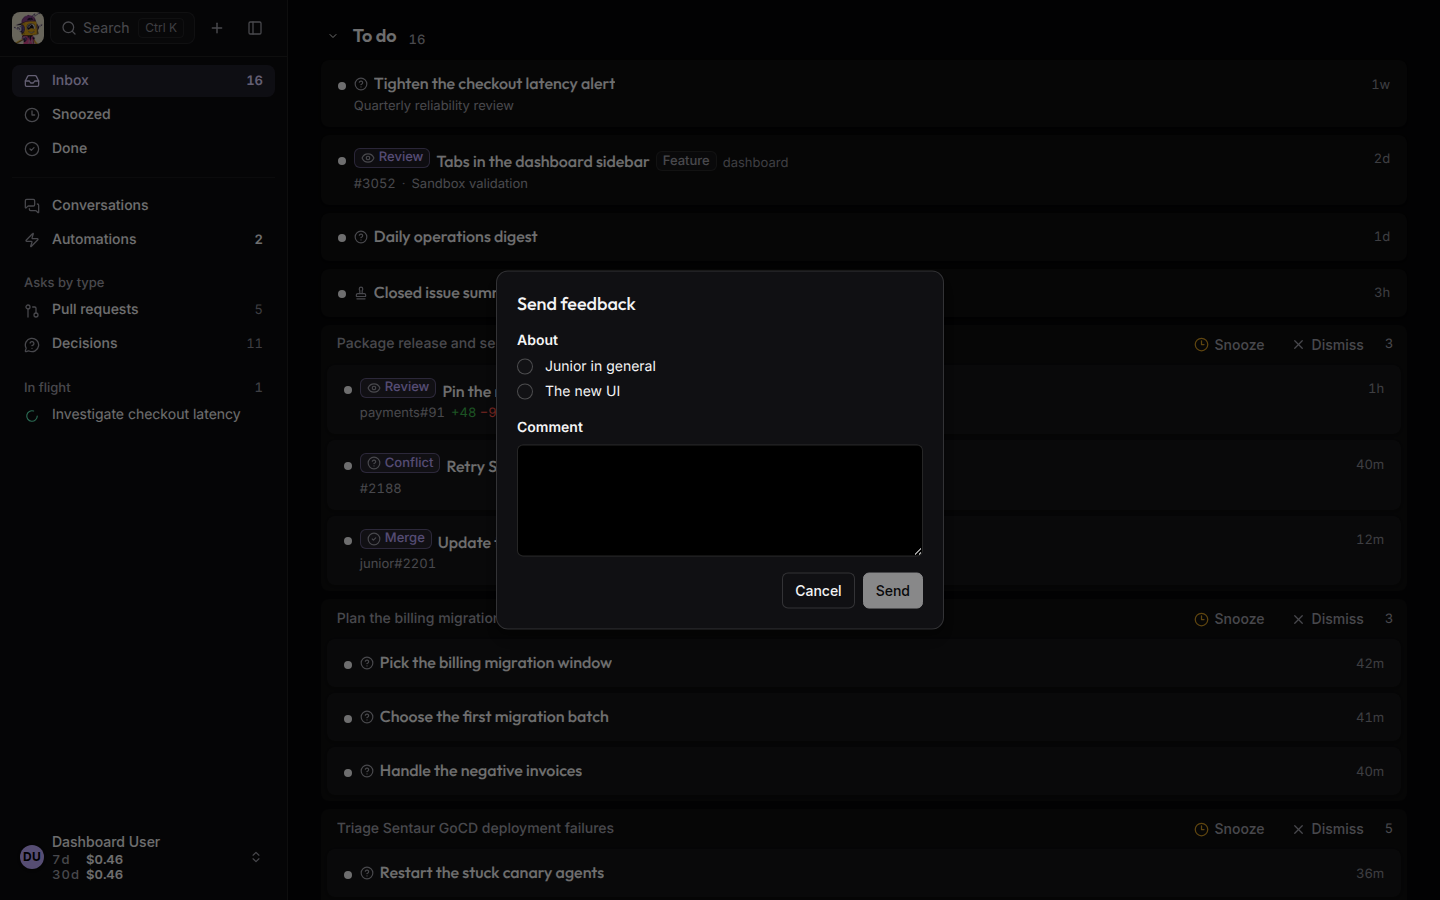 Search Ctrl K
Inbox 16
Snoozed
Done
Conversations
Automations 2
Asks by type
Pull requests 5
Decisions 11
In flight 1
Investigate checkout latency
DU
Dashboard User
7d $0.46
30d $0.46
To do 16
Tighten the checkout latency alert 1w
Quarterly reliability review
Review Tabs in the dashboard sidebar Feature dashboard 2d
#3052 · Sandbox validation
Daily operations digest 1d
Closed issue sum 3h
Package release and se Snooze Dismiss 3
Review Pin the 1h
payments#91 +48 −9
Conflict Retry S 40m
#2188
Merge Update 12m
junior#2201
Plan the billing migration Snooze Dismiss 3
Pick the billing migration window 42m
Choose the first migration batch 41m
Handle the negative invoices 40m
Triage Sentaur GoCD deployment failures Snooze Dismiss 5
Restart the stuck canary agents 36m
Send feedback
About
Junior in general
The new UI
Comment
Cancel Send